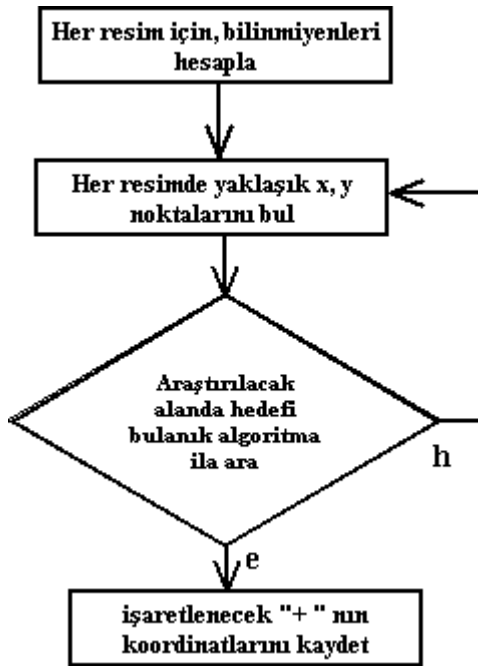 Her resim için, bilinmiyenleri
hesapla
Her resimde yaklaşık x, y
noktalarını bul
Araştırılacak
alanda hedefi
bulanık algoritma
ila ara
h
e
işaretlenecek "+ " nın
koordinatlarını kaydet